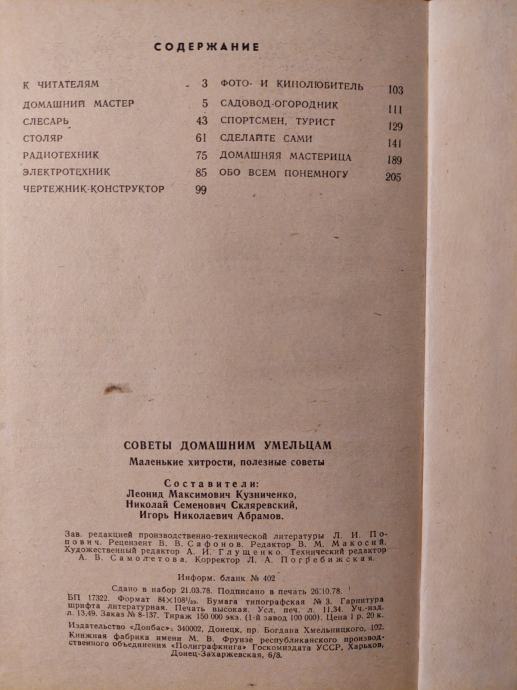 СОДЕРЖАНИЕ
К ЧИТАТЕЛЯМ 3
ДОМАШНИЙ МАСТЕР 5
СЛЕСАРЬ 43
СТОЛЯР 61
РАДИОТЕХНИК 75
ЭЛЕКТРОТЕХНИК 85
ЧЕРТЕЖНИК-КОНСТРУКТОР 99
ФОТО- И КИНОЛЮБИТЕЛЬ 103
САДОВОД-ОГОРОДНИК 111
СПОРТСМЕН, ТУРИСТ 129
СДЕЛАЙТЕ САМИ 141
ДОМАШНЯЯ МАСТЕРИЦА 189
ОБО ВСЕМ ПОНЕМНОГУ 205
СОВЕТЫ ДОМАШНИМ УМЕЛЬЦАМ
Маленькие хитрости, полезные советы
Составители:
Леонид Максимович Кузниченко,
Николай Семенович Скляревский,
Игорь Николаевич Абрамов.
Зав. редакцией производственно-технической литературы Л. И. По-
пович. Рецензент В. В. Сафонов. Редактор В. М. Макосий.
Художественный редактор А. И. Глущенко. Технический редактор
А. В. Самолетова. Корректор Л. А. Погребижская.
Информ. бланк № 402
Сдано в набор 21.03.78. Подписано в печать 26.10.78.
БП 17322. Формат 84×108¹/₃₂. Бумага типографская № 3. Гарнитура
шрифта литературная. Печать высокая. Усл. печ. л. 11,34. Уч.-изд.
л. 13,49. Заказ № 8-137. Тираж 150 000 экз. (1-й завод 100 000). Цена 1 р. 20 к.
Издательство «Донбас»: 340002, Донецк, пр. Богдана Хмельницкого, 102.
Книжная фабрика имени М. В. Фрунзе республиканского производст-
венного объединения «Полиграфкнига» Госкомиздата УССР, Харьков,
Донец-Захаржевская, 6/8.